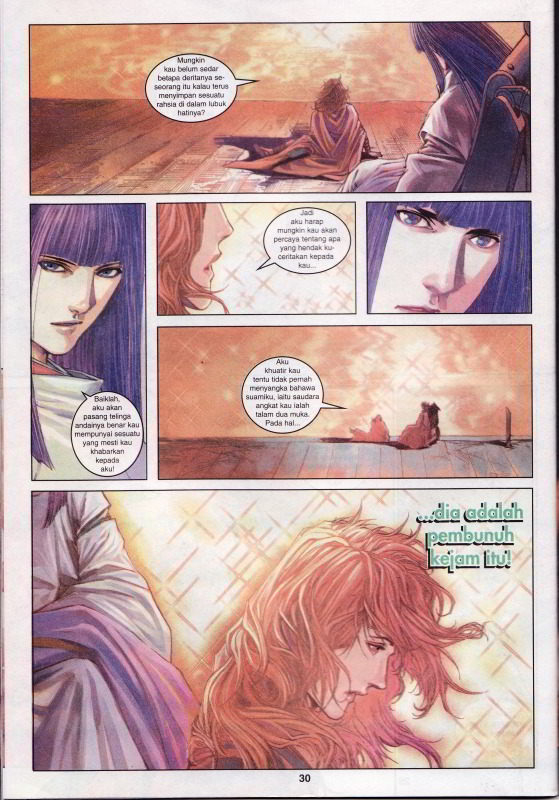 Mungkin
kau belum sedar
betapa deritanya se-
seorang itu kalau terus
menyimpan sesuatu
rahsia di dalam lubuk
hatinya?
Jadi
aku harap
mungkin kau akan
percaya tentang apa
yang hendak ku-
ceritakan kepada
kau...
Baiklah,
aku akan
pasang telinga
andainya benar kau
mempunyai sesuatu
yang mesti kau
khabarkan
kepada
aku!
Aku
khuatir kau
tentu tidak pernah
menyangka bahawa
suamiku, iaitu saudara
angkat kau ialah
talam dua muka.
Pada hal...
...dia adalah
pembunuh
kejam itu!
30